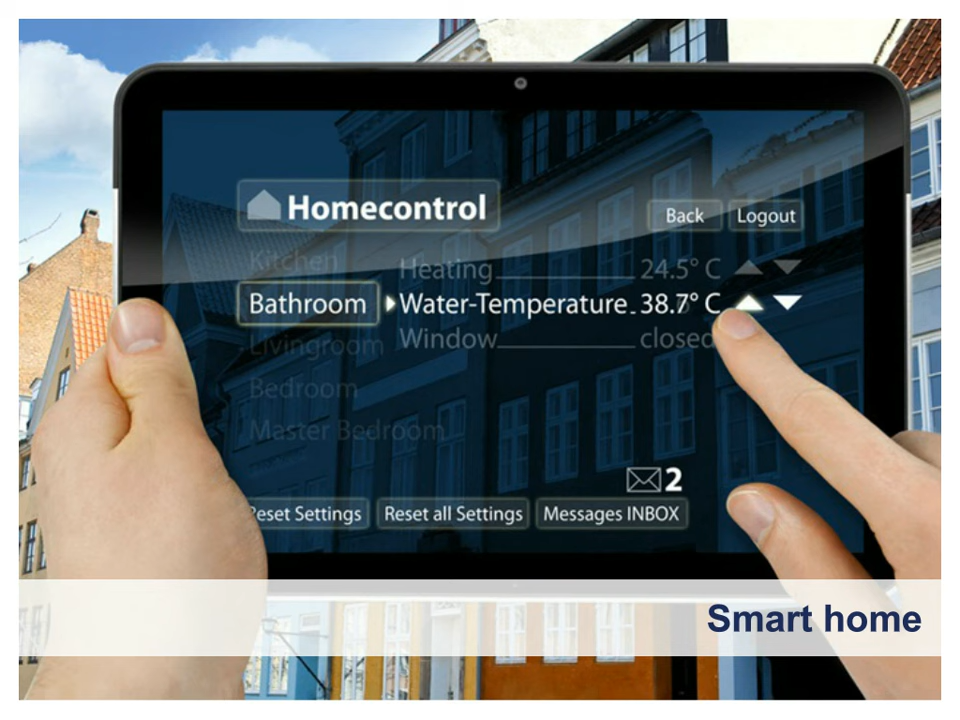 Homecontrol
Back Logout
Kitchen
Heating 24.5° C
Bathroom Water-Temperature 38.7° C
Livingroom Window closed
Bedroom
Master Bedroom
2
Reset Settings Reset all Settings Messages INBOX
Smart home